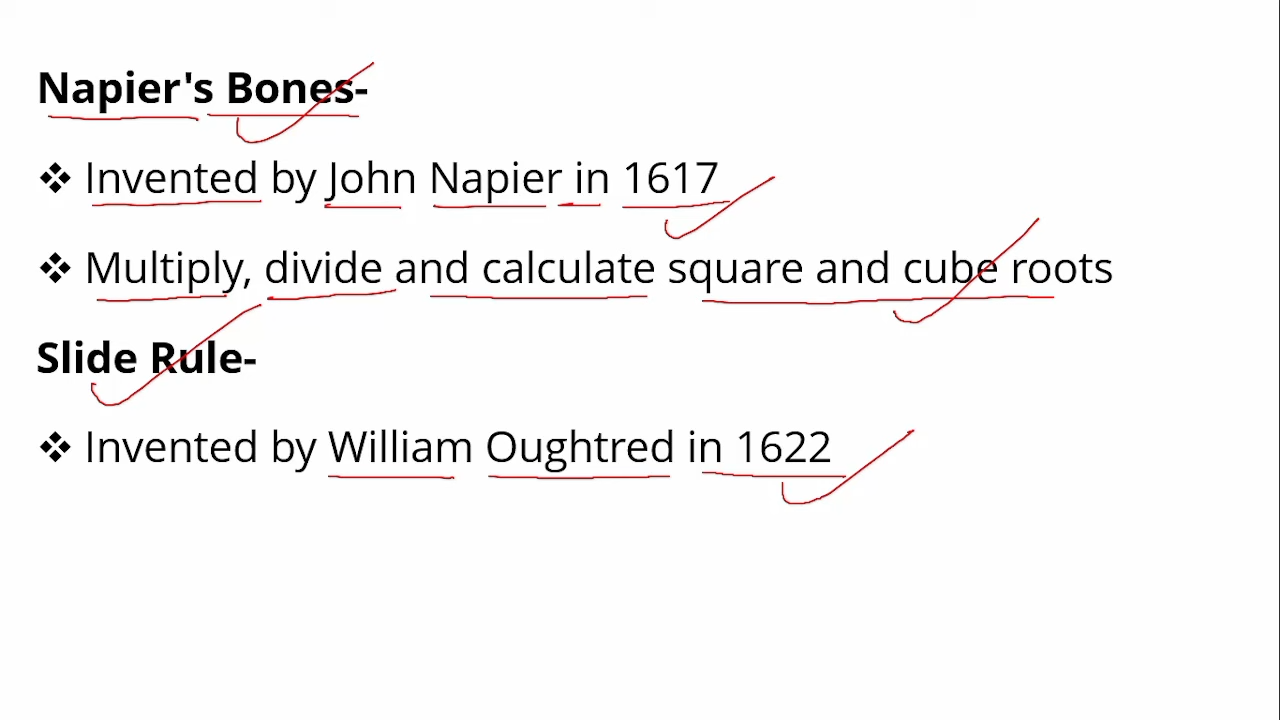 Napier's Bones-
❖ Invented by John Napier in 1617
❖ Multiply, divide and calculate square and cube roots
Slide Rule-
❖ Invented by William Oughtred in 1622